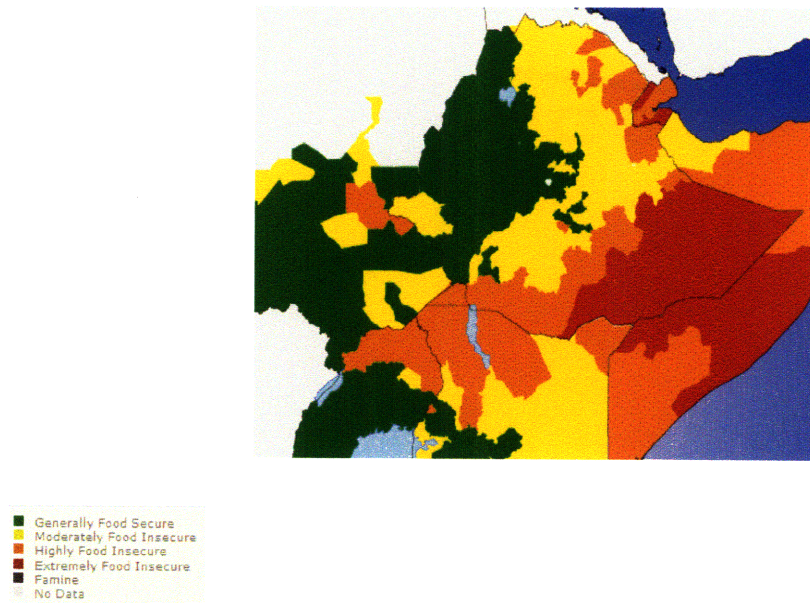 Generally Food Secure
Moderately Food Insecure
Highly Food Insecure
Extremely Food Insecure
Famine
No Data